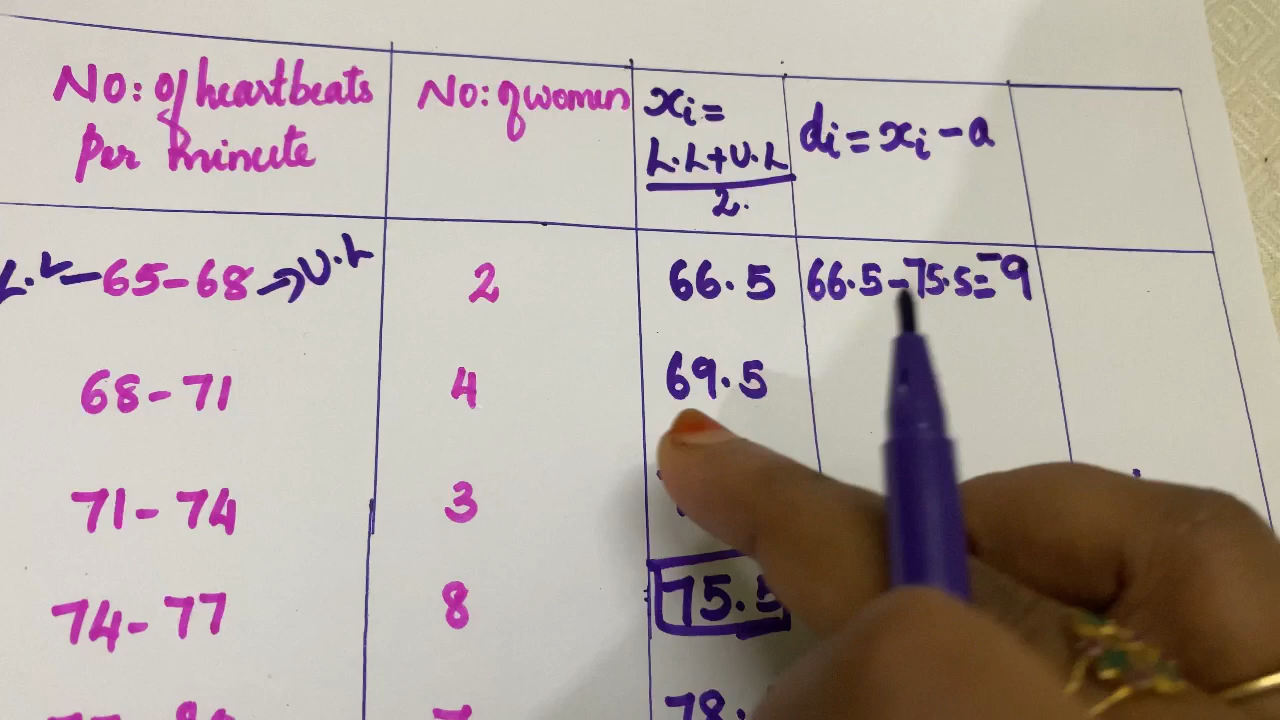 No: of heartbeats
Per minute
No: of women
xi =
L.L+U.L
2.
di = xi - a
L.L - 65-68 → U.L
2
66.5
66.5-75.5=-9
68-71
4
69.5
71-74
3
74-77
8
75.5
78.